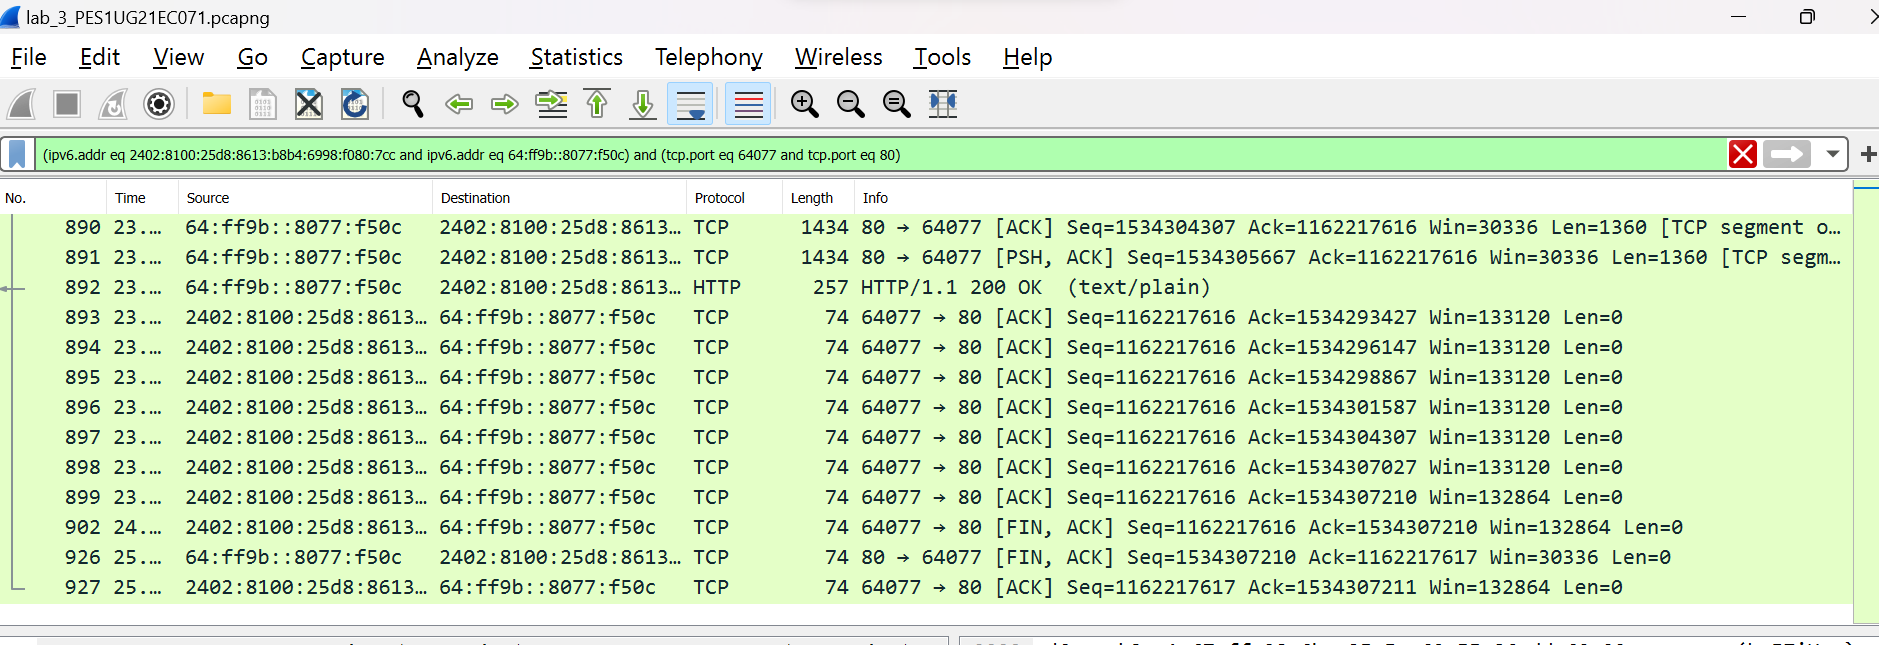 lab_3_PES1UG21EC071.pcapng
File Edit View Go Capture Analyze Statistics Telephony Wireless Tools Help
(ipv6.addr eq 2402:8100:25d8:8613:b8b4:6998:f080:7cc and ipv6.addr eq 64:ff9b::8077:f50c) and (tcp.port eq 64077 and tcp.port eq 80)
No. Time Source Destination Protocol Length Info
890 23.… 64:ff9b::8077:f50c 2402:8100:25d8:8613… TCP 1434 80 → 64077 [ACK] Seq=1534304307 Ack=1162217616 Win=30336 Len=1360 [TCP segment o…
891 23.… 64:ff9b::8077:f50c 2402:8100:25d8:8613… TCP 1434 80 → 64077 [PSH, ACK] Seq=1534305667 Ack=1162217616 Win=30336 Len=1360 [TCP segm…
892 23.… 64:ff9b::8077:f50c 2402:8100:25d8:8613… HTTP 257 HTTP/1.1 200 OK (text/plain)
893 23.… 2402:8100:25d8:8613… 64:ff9b::8077:f50c TCP 74 64077 → 80 [ACK] Seq=1162217616 Ack=1534293427 Win=133120 Len=0
894 23.… 2402:8100:25d8:8613… 64:ff9b::8077:f50c TCP 74 64077 → 80 [ACK] Seq=1162217616 Ack=1534296147 Win=133120 Len=0
895 23.… 2402:8100:25d8:8613… 64:ff9b::8077:f50c TCP 74 64077 → 80 [ACK] Seq=1162217616 Ack=1534298867 Win=133120 Len=0
896 23.… 2402:8100:25d8:8613… 64:ff9b::8077:f50c TCP 74 64077 → 80 [ACK] Seq=1162217616 Ack=1534301587 Win=133120 Len=0
897 23.… 2402:8100:25d8:8613… 64:ff9b::8077:f50c TCP 74 64077 → 80 [ACK] Seq=1162217616 Ack=1534304307 Win=133120 Len=0
898 23.… 2402:8100:25d8:8613… 64:ff9b::8077:f50c TCP 74 64077 → 80 [ACK] Seq=1162217616 Ack=1534307027 Win=133120 Len=0
899 23.… 2402:8100:25d8:8613… 64:ff9b::8077:f50c TCP 74 64077 → 80 [ACK] Seq=1162217616 Ack=1534307210 Win=132864 Len=0
902 24.… 2402:8100:25d8:8613… 64:ff9b::8077:f50c TCP 74 64077 → 80 [FIN, ACK] Seq=1162217616 Ack=1534307210 Win=132864 Len=0
926 25.… 64:ff9b::8077:f50c 2402:8100:25d8:8613… TCP 74 80 → 64077 [FIN, ACK] Seq=1534307210 Ack=1162217617 Win=30336 Len=0
927 25.… 2402:8100:25d8:8613… 64:ff9b::8077:f50c TCP 74 64077 → 80 [ACK] Seq=1162217617 Ack=1534307211 Win=132864 Len=0